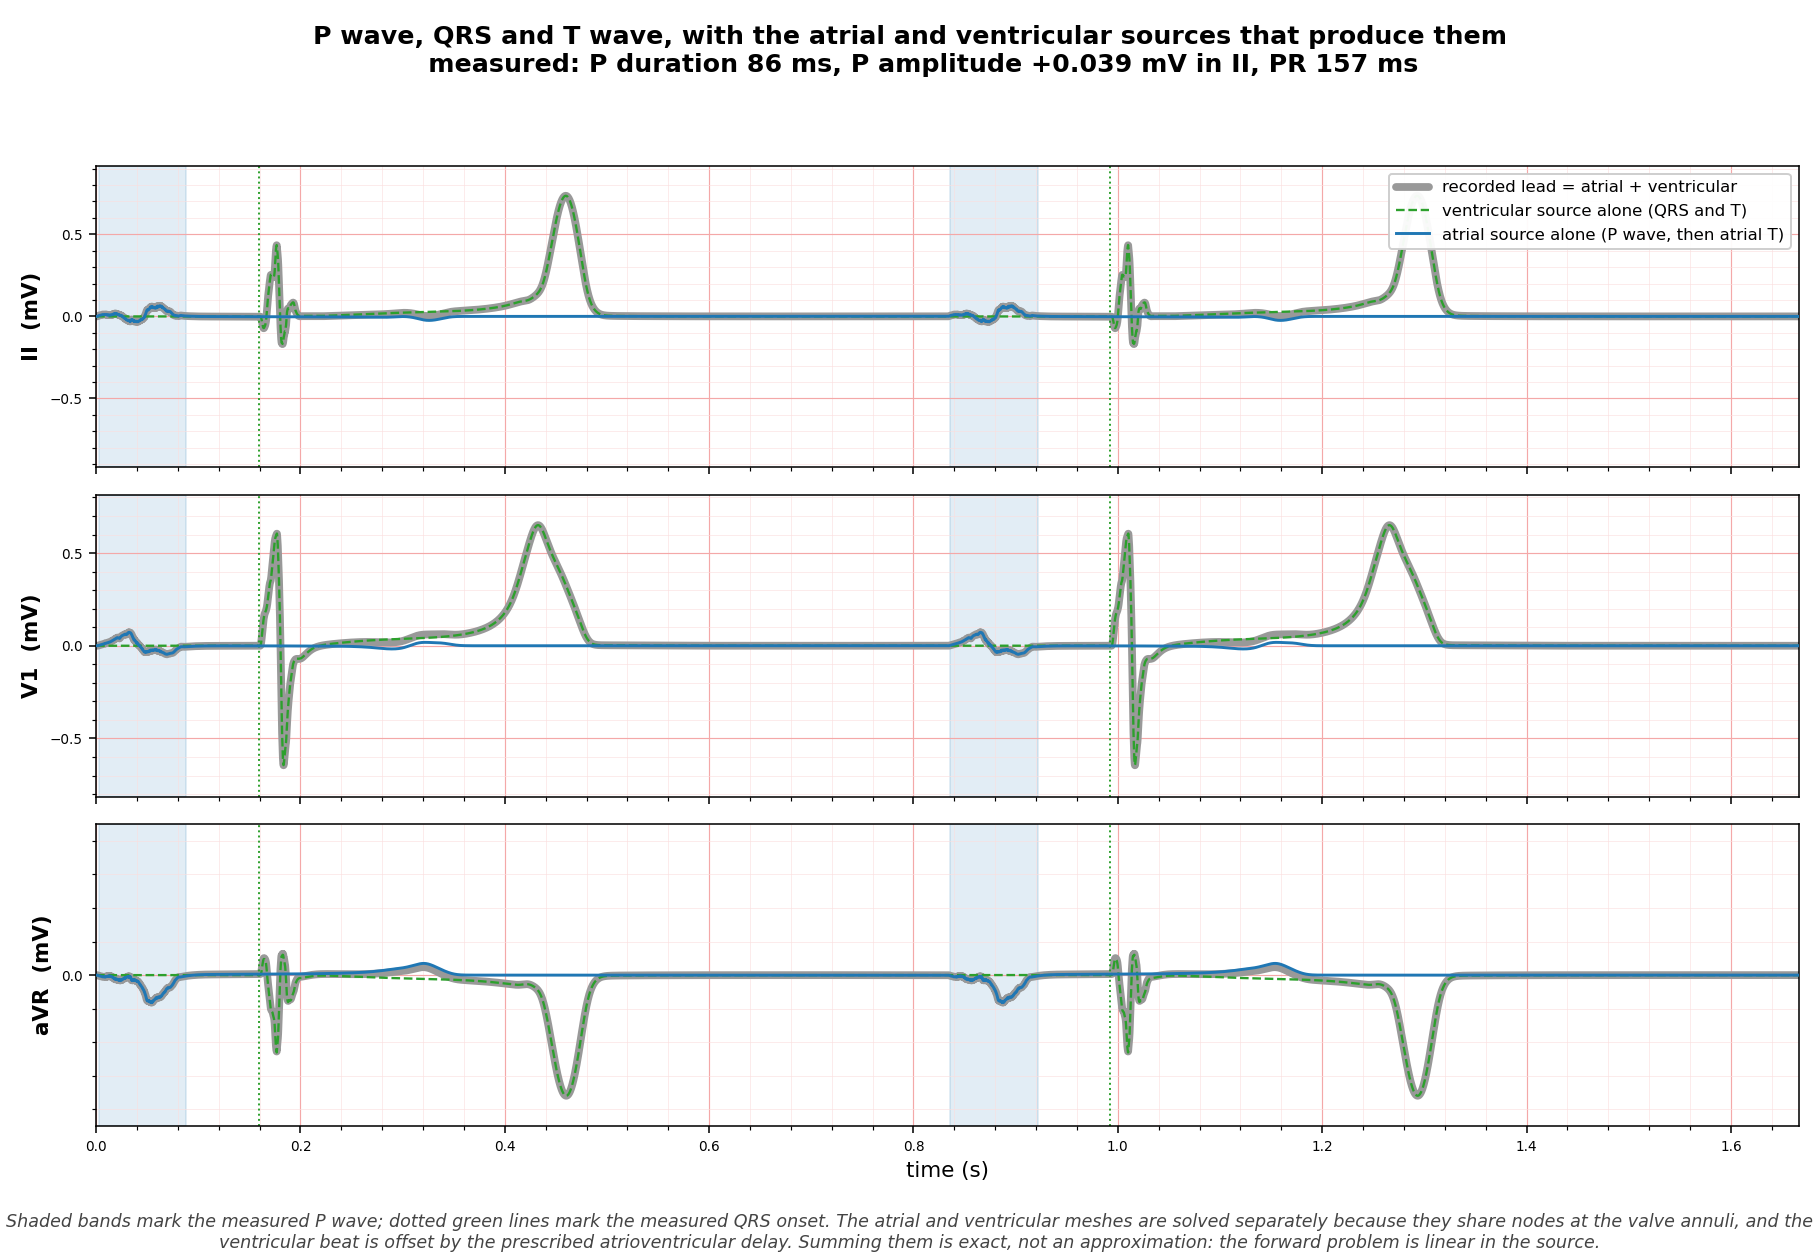 P wave, QRS and T wave, with the atrial and ventricular sources that produce them
measured: P duration 86 ms, P amplitude +0.039 mV in II, PR 157 ms
recorded lead = atrial + ventricular
ventricular source alone (QRS and T)
atrial source alone (P wave, then atrial T)
II (mV)
0.5
0.0
−0.5
V1 (mV)
0.5
0.0
−0.5
aVR (mV)
0.0
0.0 0.2 0.4 0.6 0.8 1.0 1.2 1.4 1.6
time (s)
Shaded bands mark the measured P wave; dotted green lines mark the measured QRS onset. The atrial and ventricular meshes are solved separately because they share nodes at the valve annuli, and the
ventricular beat is offset by the prescribed atrioventricular delay. Summing them is exact, not an approximation: the forward problem is linear in the source.